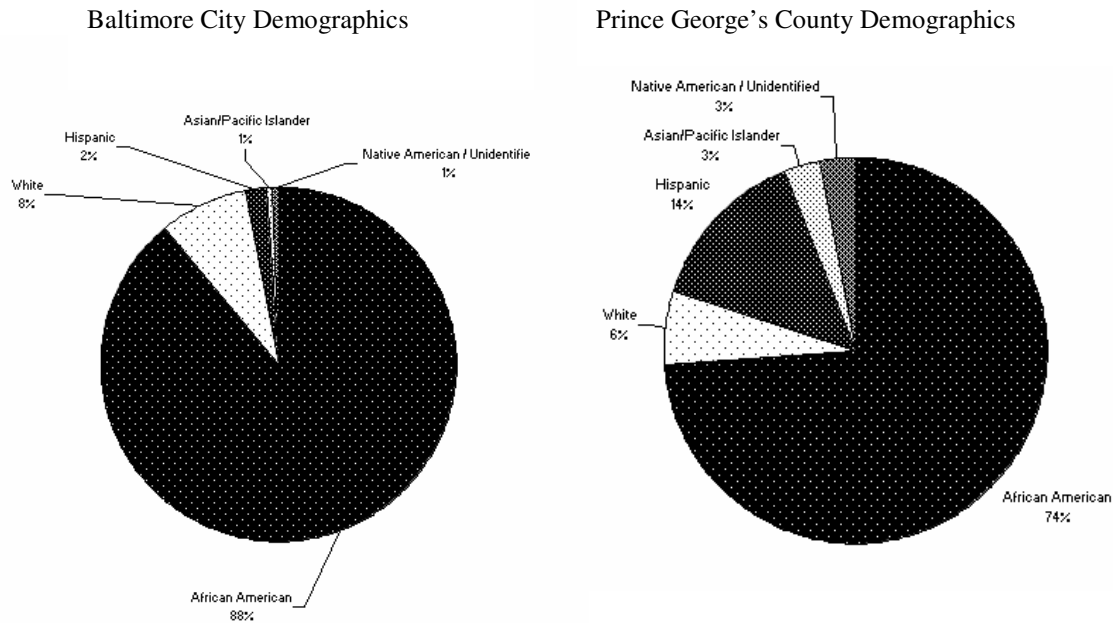 Baltimore City Demographics
Asian/Pacific Islander
1%
Hispanic
2%
Native American / Unidentifie
1%
White
8%
African American
88%
Prince George’s County Demographics
Native American / Unidentified
3%
Asian/Pacific Islander
3%
Hispanic
14%
White
6%
African American
74%